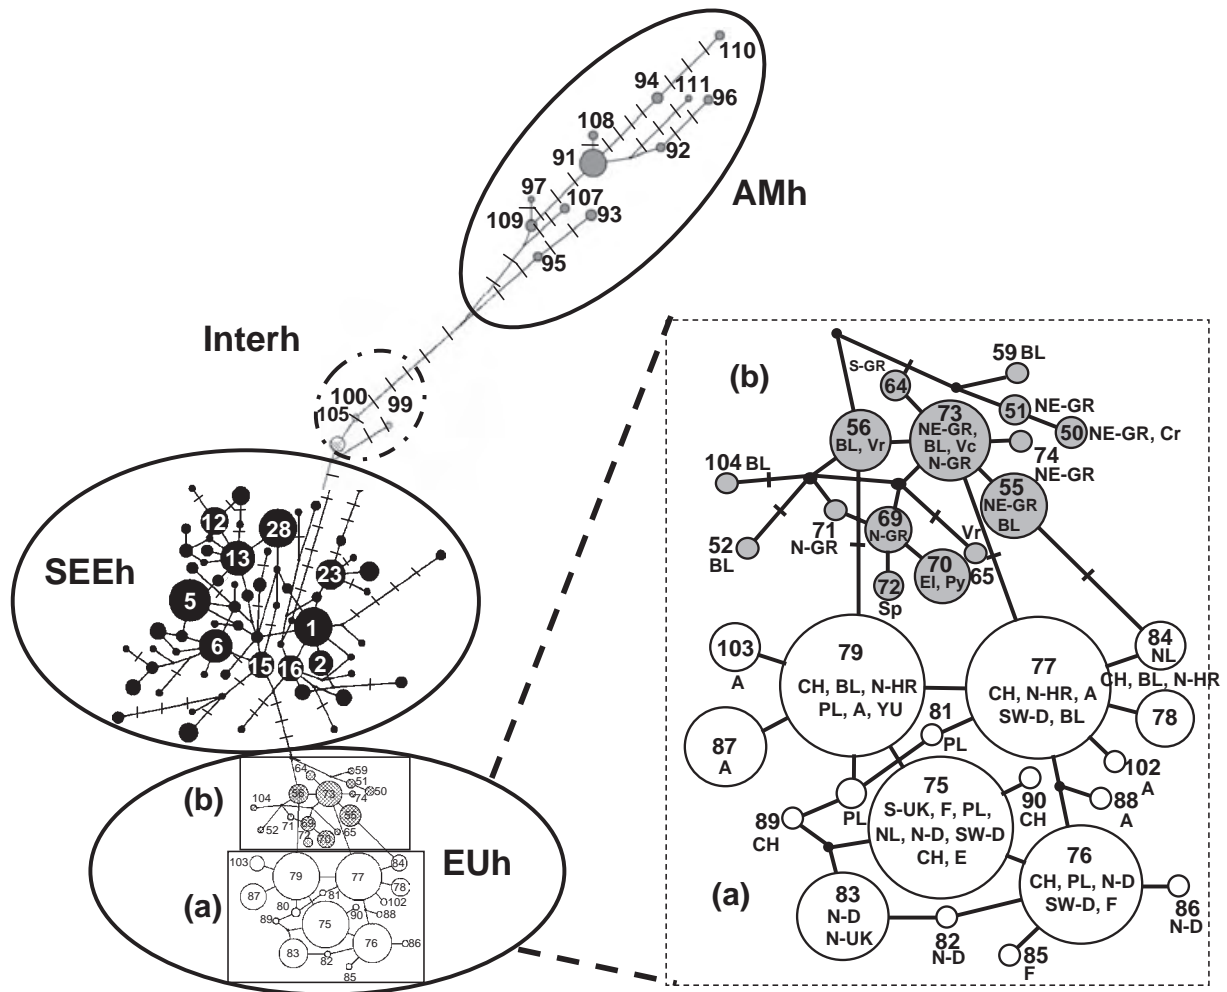 110
94
111
96
108
91
92
AMh
97
107
109
93
95
Interh
100
105
99
SEEh
12
28
13
23
5
1
6
15
16
2
EUh
(b)
64
59
51
50
56
73
74
104
55
71
69
65
52
72
70
(a)
103
84
79
77
78
87
81
102
80
90
88
89
75
76
86
83
82
85
(b)
S-GR
64
59 BL
51 NE-GR
50 NE-GR, Cr
56
BL, Vr
73
NE-GR,
BL, Vc
N-GR
74
NE-GR
104 BL
55
NE-GR
BL
71
N-GR
69
N-GR
Vr
65
52
BL
70
El, Py
72
Sp
103
A
79
CH, BL, N-HR
PL, A, YU
77
CH, N-HR, A
SW-D, BL
84
NL
CH, BL, N-HR
78
87
A
81
PL
102
A
75
S-UK, F, PL,
NL, N-D, SW-D
CH, E
90
CH
88
A
89
CH
PL
(a)
76
CH, PL, N-D
SW-D, F
83
N-D
N-UK
82
N-D
86
N-D
85
F